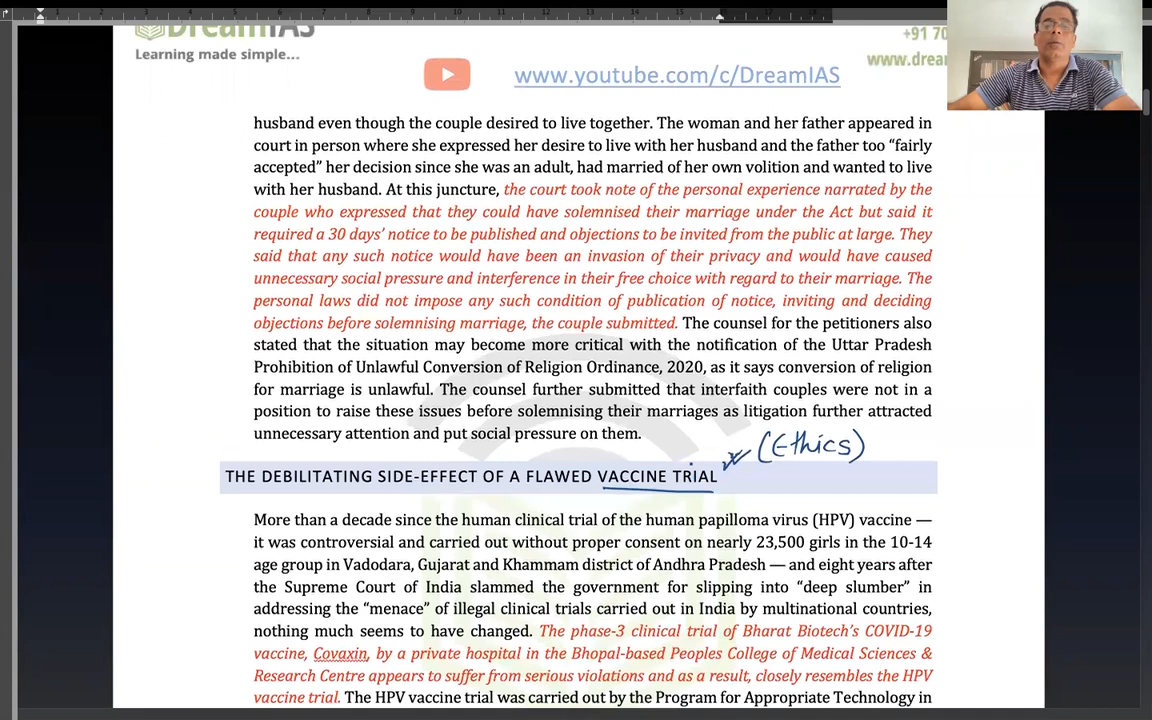 DreamIAS
Learning made simple...
www.youtube.com/c/DreamIAS
+91 70
www.drea
husband even though the couple desired to live together. The woman and her father appeared in
court in person where she expressed her desire to live with her husband and the father too “fairly
accepted” her decision since she was an adult, had married of her own volition and wanted to live
with her husband. At this juncture, the court took note of the personal experience narrated by the
couple who expressed that they could have solemnised their marriage under the Act but said it
required a 30 days’ notice to be published and objections to be invited from the public at large. They
said that any such notice would have been an invasion of their privacy and would have caused
unnecessary social pressure and interference in their free choice with regard to their marriage. The
personal laws did not impose any such condition of publication of notice, inviting and deciding
objections before solemnising marriage, the couple submitted. The counsel for the petitioners also
stated that the situation may become more critical with the notification of the Uttar Pradesh
Prohibition of Unlawful Conversion of Religion Ordinance, 2020, as it says conversion of religion
for marriage is unlawful. The counsel further submitted that interfaith couples were not in a
position to raise these issues before solemnising their marriages as litigation further attracted
unnecessary attention and put social pressure on them.
(Ethics)
THE DEBILITATING SIDE-EFFECT OF A FLAWED VACCINE TRIAL
More than a decade since the human clinical trial of the human papilloma virus (HPV) vaccine —
it was controversial and carried out without proper consent on nearly 23,500 girls in the 10-14
age group in Vadodara, Gujarat and Khammam district of Andhra Pradesh — and eight years after
the Supreme Court of India slammed the government for slipping into “deep slumber” in
addressing the “menace” of illegal clinical trials carried out in India by multinational countries,
nothing much seems to have changed. The phase-3 clinical trial of Bharat Biotech’s COVID-19
vaccine, Covaxin, by a private hospital in the Bhopal-based Peoples College of Medical Sciences &
Research Centre appears to suffer from serious violations and as a result, closely resembles the HPV
vaccine trial. The HPV vaccine trial was carried out by the Program for Appropriate Technology in